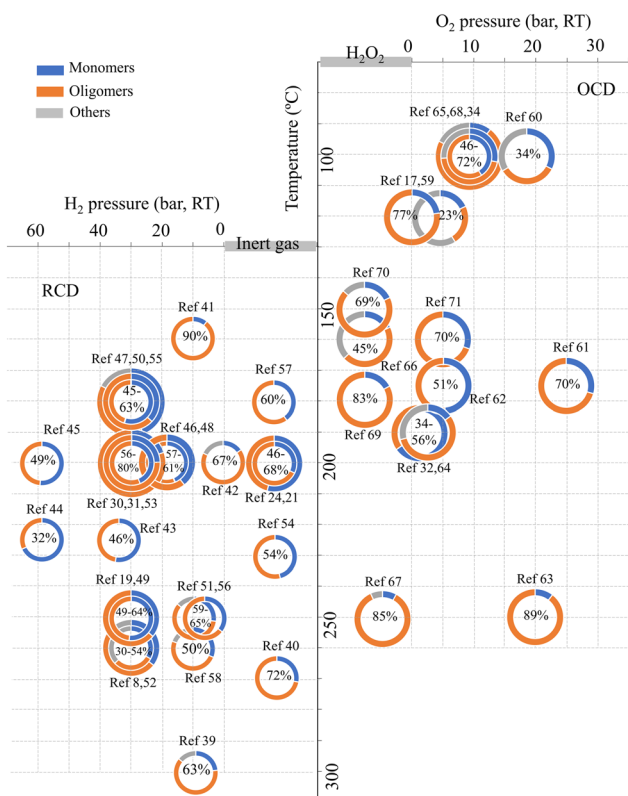 O2 pressure (bar, RT)
H2O2
0 10 20 30
Monomers
Oligomers
Others
OCD
Temperature (ºC)
Ref 65,68,34
46-
72%
Ref 60
34%
100
Ref 17,59
77%
23%
H2 pressure (bar, RT)
60 40 20 0
Inert gas
RCD
Ref 70
69%
45%
Ref 41
90%
Ref 71
70%
150
Ref 61
70%
Ref 47,50,55
45-
63%
Ref 57
60%
Ref 66
83%
Ref 69
51%
Ref 62
34-
56%
Ref 32,64
Ref 45
49%
Ref 46,48
56-
80%
57-
61%
67%
Ref 42
46-
68%
Ref 24,21
200
Ref 30,31,53
Ref 44
32%
Ref 43
46%
Ref 54
54%
Ref 19,49
49-64%
30-54%
Ref 8,52
Ref 51,56
59-
65%
50%
Ref 58
Ref 67
85%
Ref 63
89%
250
Ref 40
72%
Ref 39
63%
300